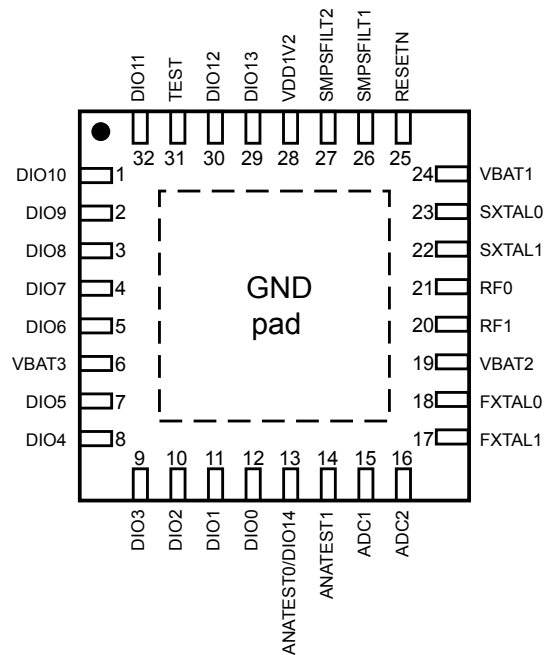 DIO11
TEST
DIO12
DIO13
VDD1V2
SMPSFILT2
SMPSFILT1
RESETN
32
31
30
29
28
27
26
25
DIO10 1
DIO9 2
DIO8 3
DIO7 4
DIO6 5
VBAT3 6
DIO5 7
DIO4 8
GND
pad
24 VBAT1
23 SXTAL0
22 SXTAL1
21 RF0
20 RF1
19 VBAT2
18 FXTAL0
17 FXTAL1
9
10
11
12
13
14
15
16
DIO3
DIO2
DIO1
DIO0
ANATEST0/DIO14
ANATEST1
ADC1
ADC2